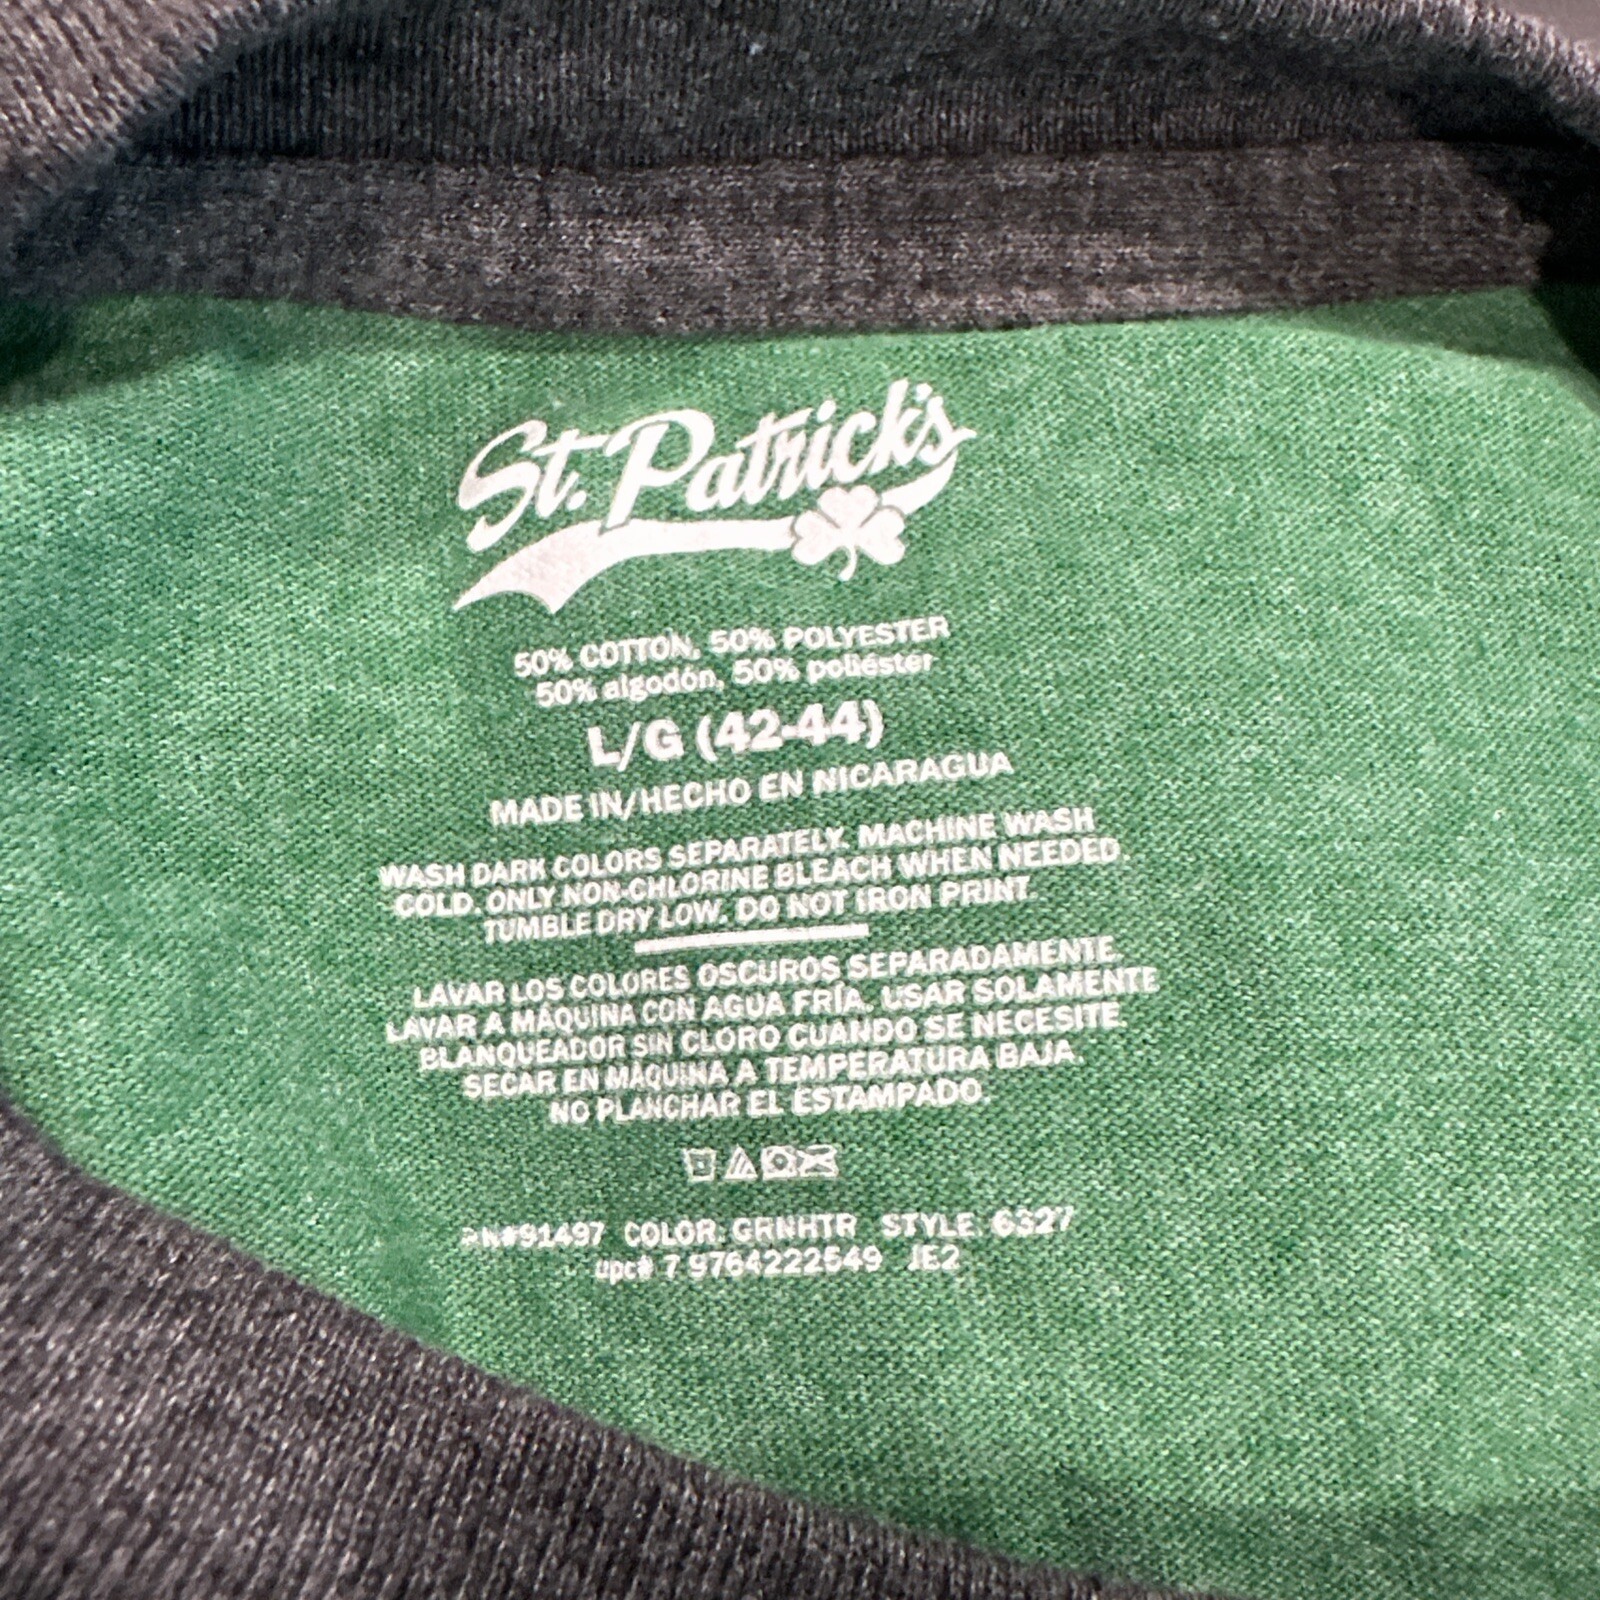 St. Patrick's
50% COTTON, 50% POLYESTER
50% algodón, 50% poliéster
L/G (42-44)
MADE IN/HECHO EN NICARAGUA
WASH DARK COLORS SEPARATELY. MACHINE WASH
COLD. ONLY NON-CHLORINE BLEACH WHEN NEEDED.
TUMBLE DRY LOW. DO NOT IRON PRINT.
LAVAR LOS COLORES OSCUROS SEPARADAMENTE.
LAVAR A MÁQUINA CON AGUA FRÍA. USAR SOLAMENTE
BLANQUEADOR SIN CLORO CUANDO SE NECESITE.
SECAR EN MÁQUINA A TEMPERATURA BAJA.
NO PLANCHAR EL ESTAMPADO.
RN#91497 COLOR: GRNHTR STYLE: 6327
upc# 7 9764222549 JE2